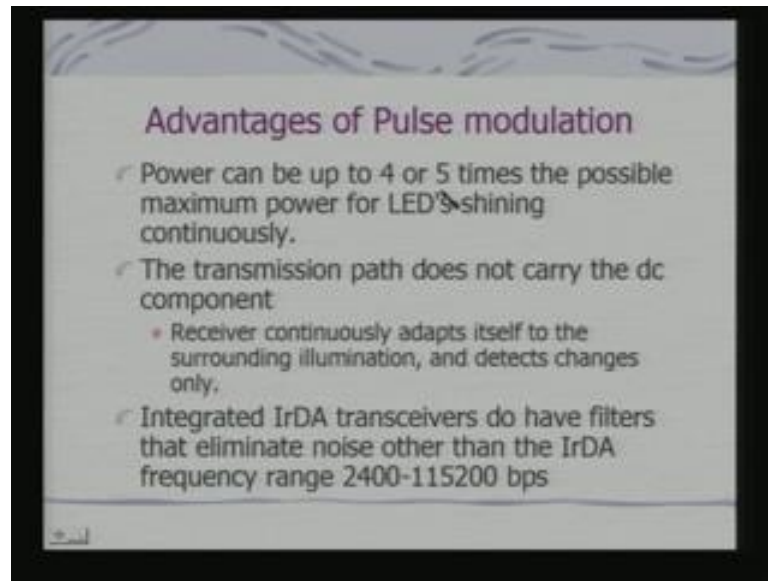 Advantages of Pulse modulation
Power can be up to 4 or 5 times the possible
maximum power for LED's shining
continuously.
The transmission path does not carry the dc
component
Receiver continuously adapts itself to the
surrounding illumination, and detects changes
only.
Integrated IrDA transceivers do have filters
that eliminate noise other than the IrDA
frequency range 2400-115200 bps